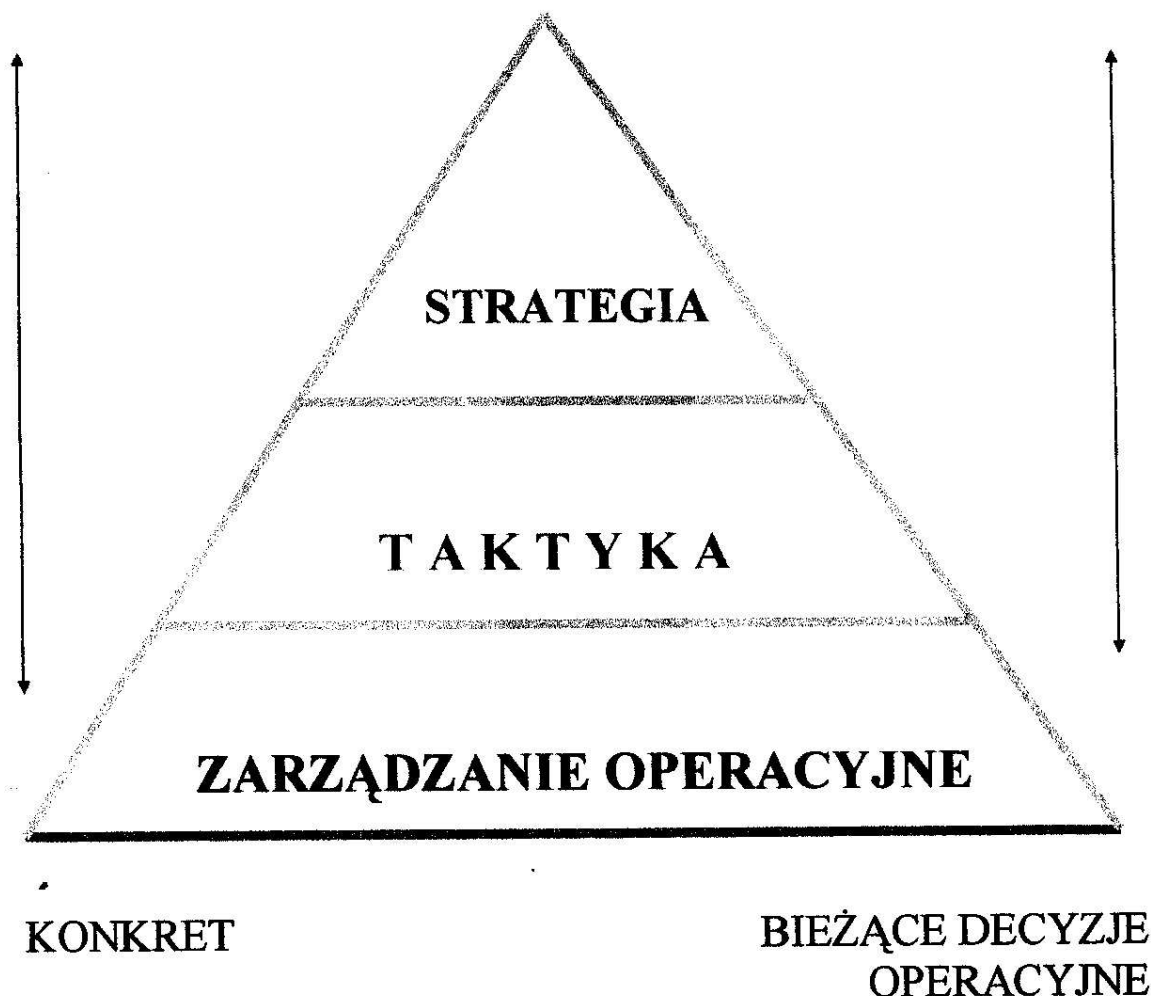 STRATEGIA
TAKTYKA
ZARZĄDZANIE OPERACYJNE
KONKRET
BIEŻĄCE DECYZJE
OPERACYJNE